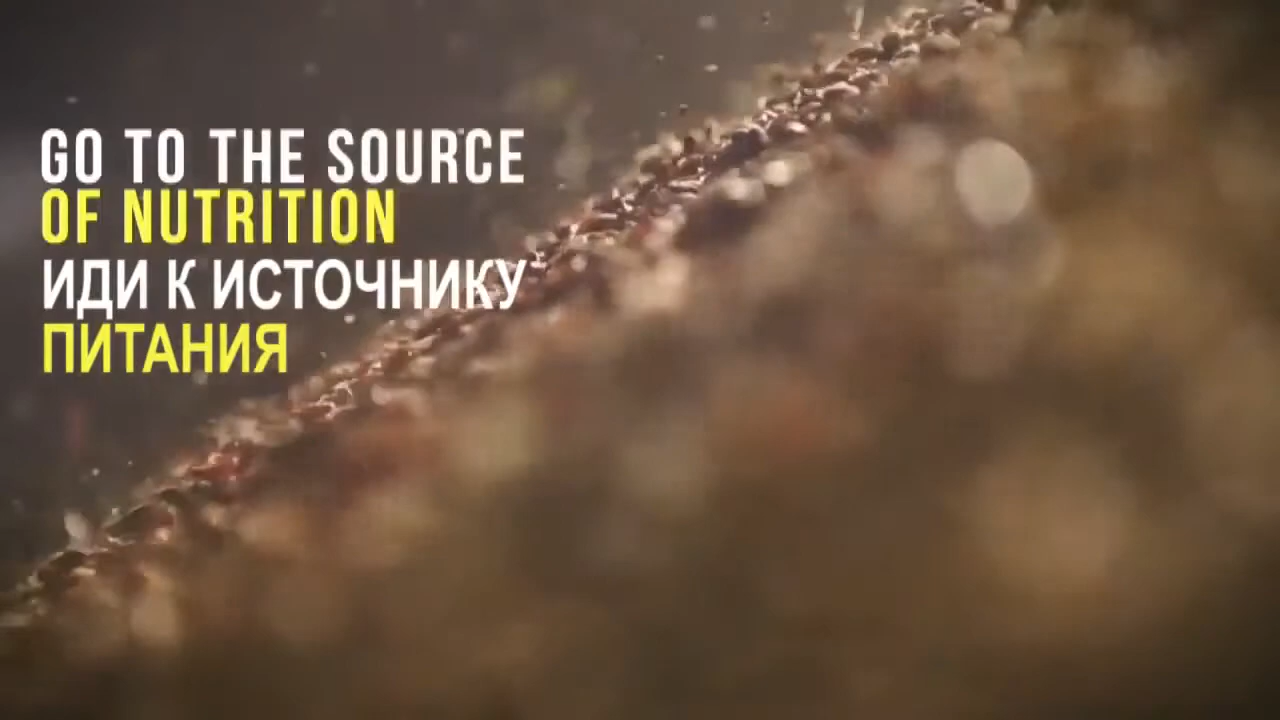 GO TO THE SOURCE
OF NUTRITION
ИДИ К ИСТОЧНИКУ
ПИТАНИЯ